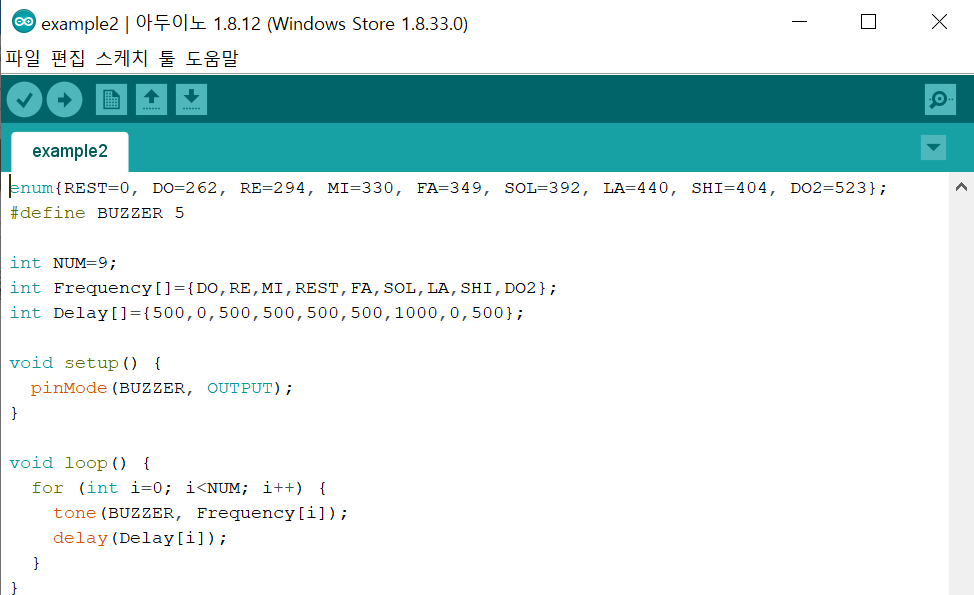 example2 | 아두이노 1.8.12 (Windows Store 1.8.33.0)
파일 편집 스케치 툴 도움말
example2
enum{REST=0, DO=262, RE=294, MI=330, FA=349, SOL=392, LA=440, SHI=404, DO2=523};
#define BUZZER 5
int NUM=9;
int Frequency[]={DO,RE,MI,REST,FA,SOL,LA,SHI,DO2};
int Delay[]={500,0,500,500,500,500,1000,0,500};
void setup() {
  pinMode(BUZZER, OUTPUT);
}
void loop() {
  for (int i=0; i<NUM; i++) {
    tone(BUZZER, Frequency[i]);
    delay(Delay[i]);
  }
}